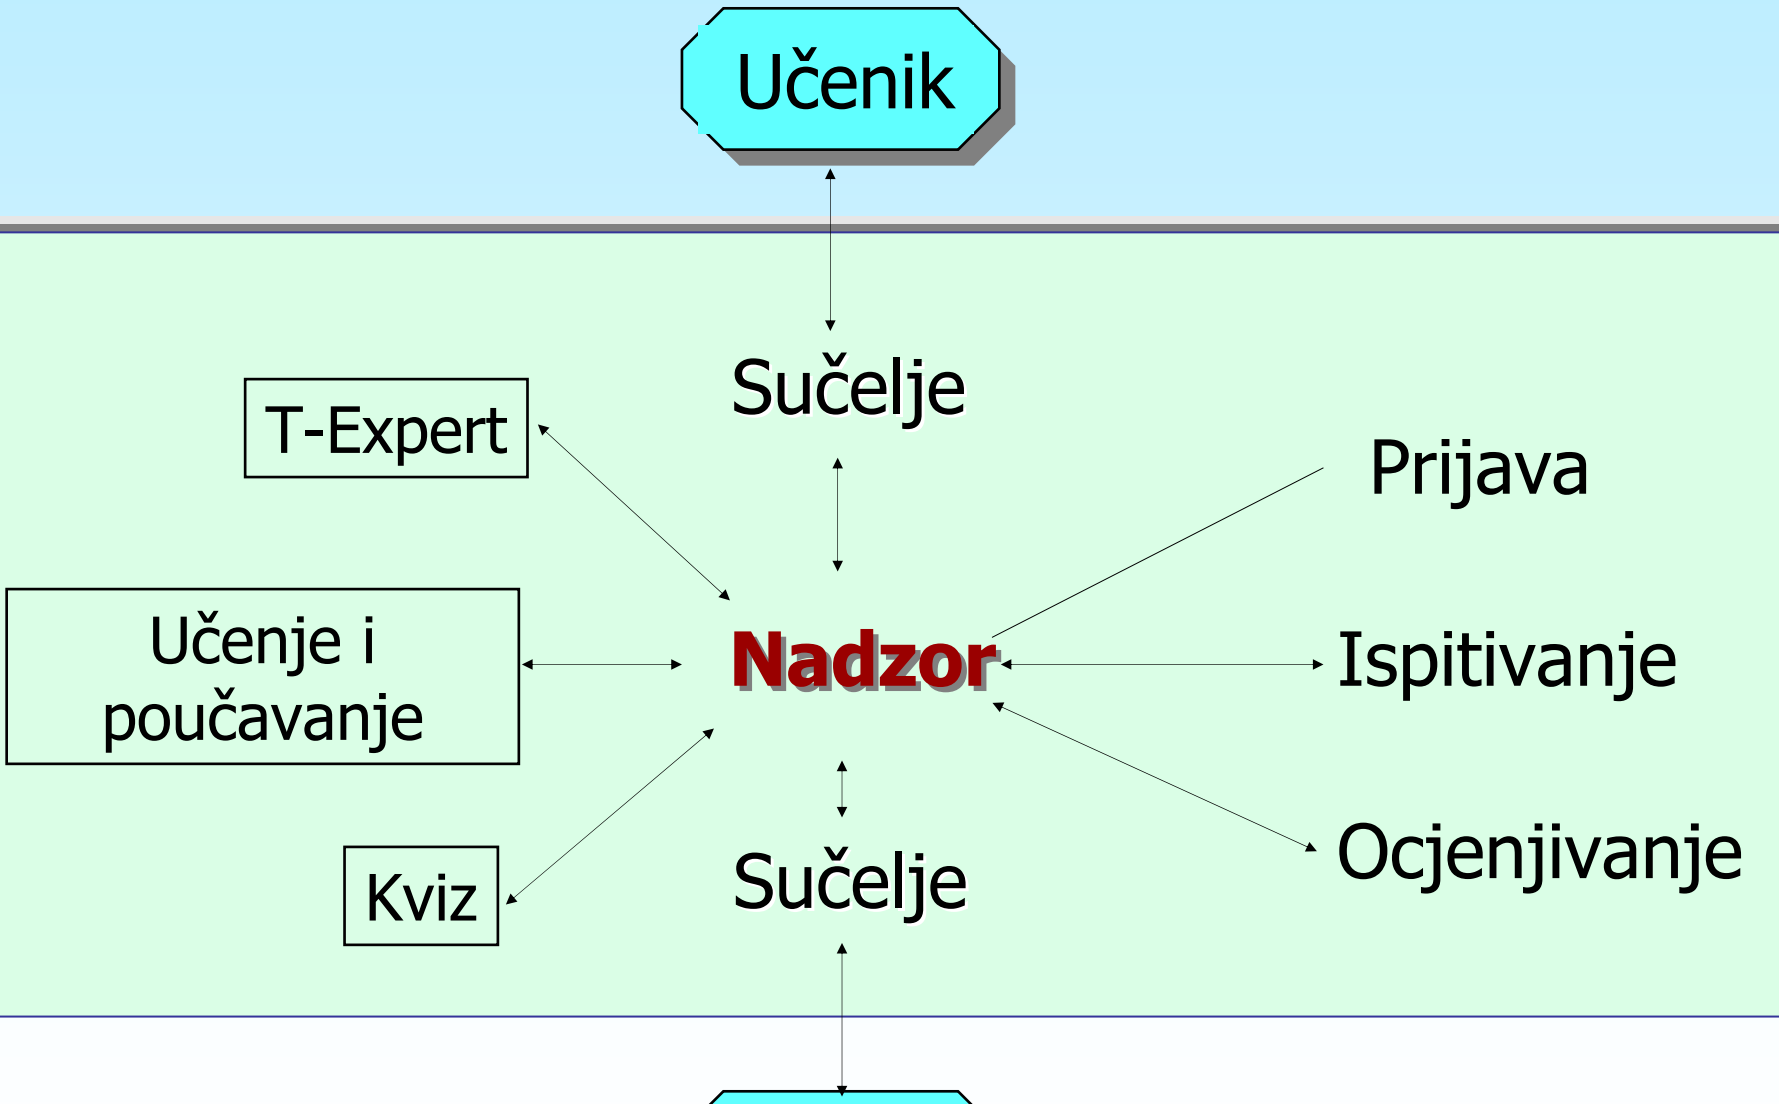 Učenik
Sučelje
T-Expert
Prijava
Učenje i
poučavanje
Nadzor
Ispitivanje
Kviz
Sučelje
Ocjenjivanje